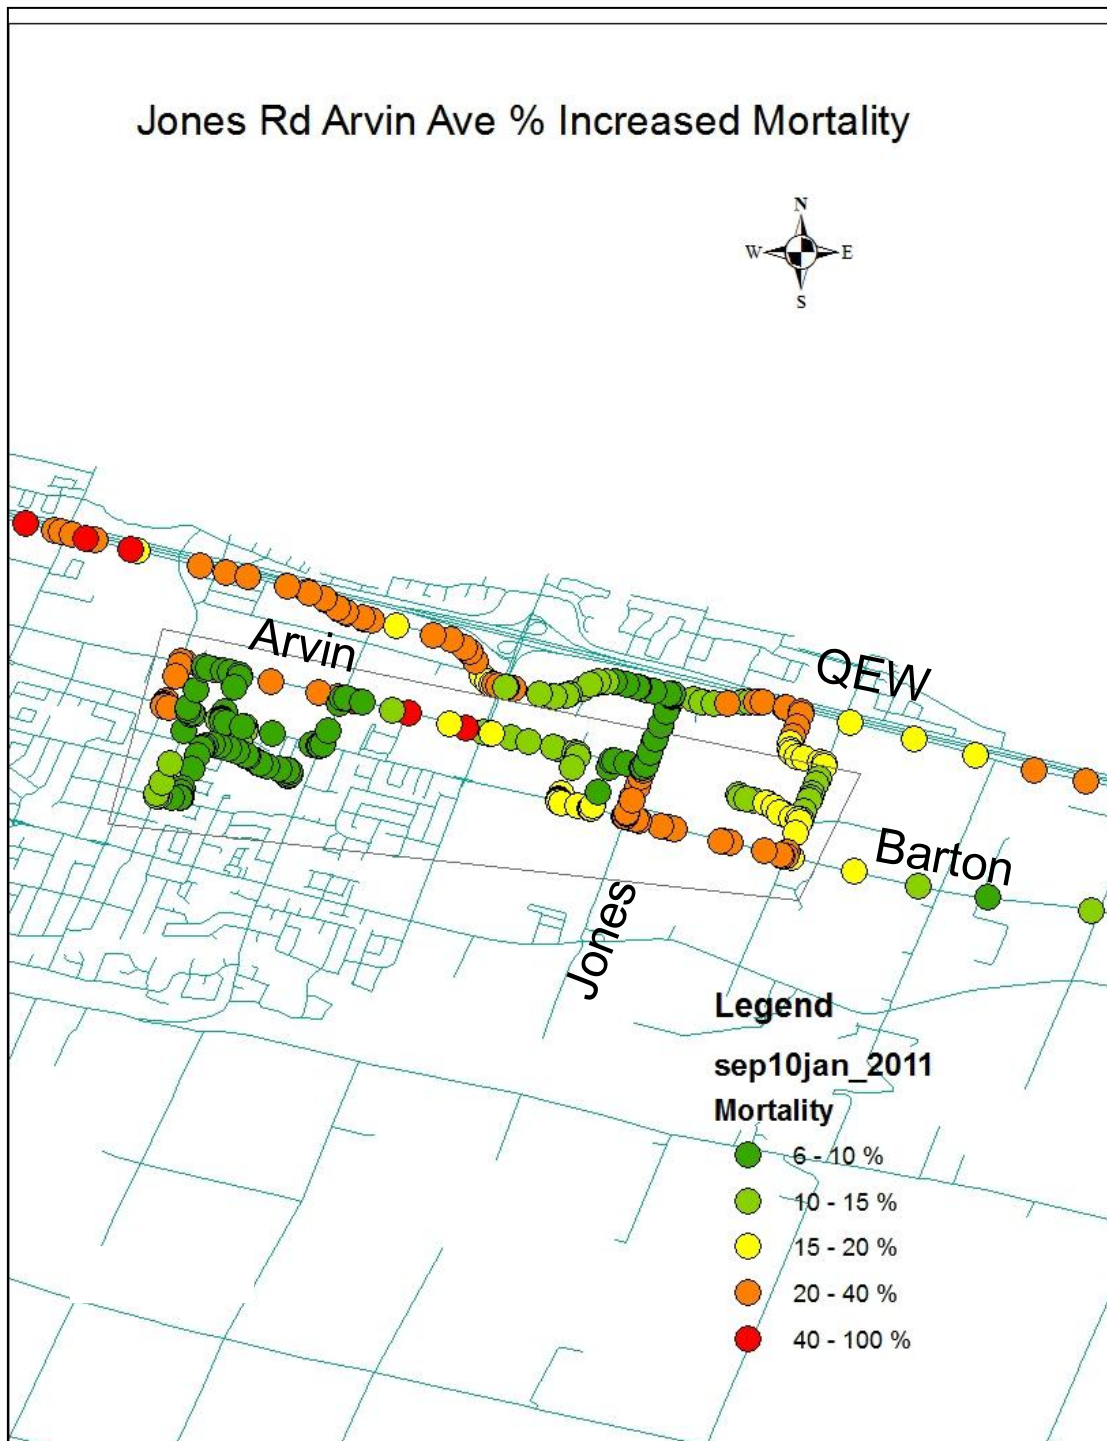 Jones Rd Arvin Ave % Increased Mortality
N
W E
S
Arvin
QEW
Barton
Jones
Legend
sep10jan_2011
Mortality
6 - 10 %
10 - 15 %
15 - 20 %
20 - 40 %
40 - 100 %